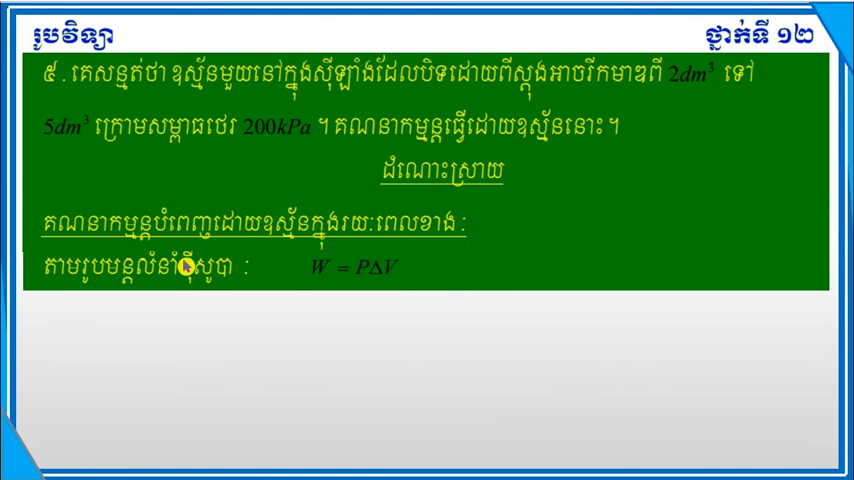 រូបវិទ្យា
ថ្នាក់ទី ១២
៥ . គេសន្មត់ថា ឧស្ម័នមួយនៅក្នុងស៊ីឡាំងដែលបិទដោយពីស្តុងអាចរីកមាឌពី 2dm³ ទៅ
5dm³ ក្រោមសម្ពាធថេរ 200kPa ។ គណនាកម្មន្តធ្វើដោយឧស្ម័ននោះ ។
ដំណោះស្រាយ
គណនាកម្មន្តបំពេញដោយឧស្ម័នក្នុងរយៈពេលខាង :
តាមរូបមន្តលំនាំអ៊ីសូបា : W = PΔV